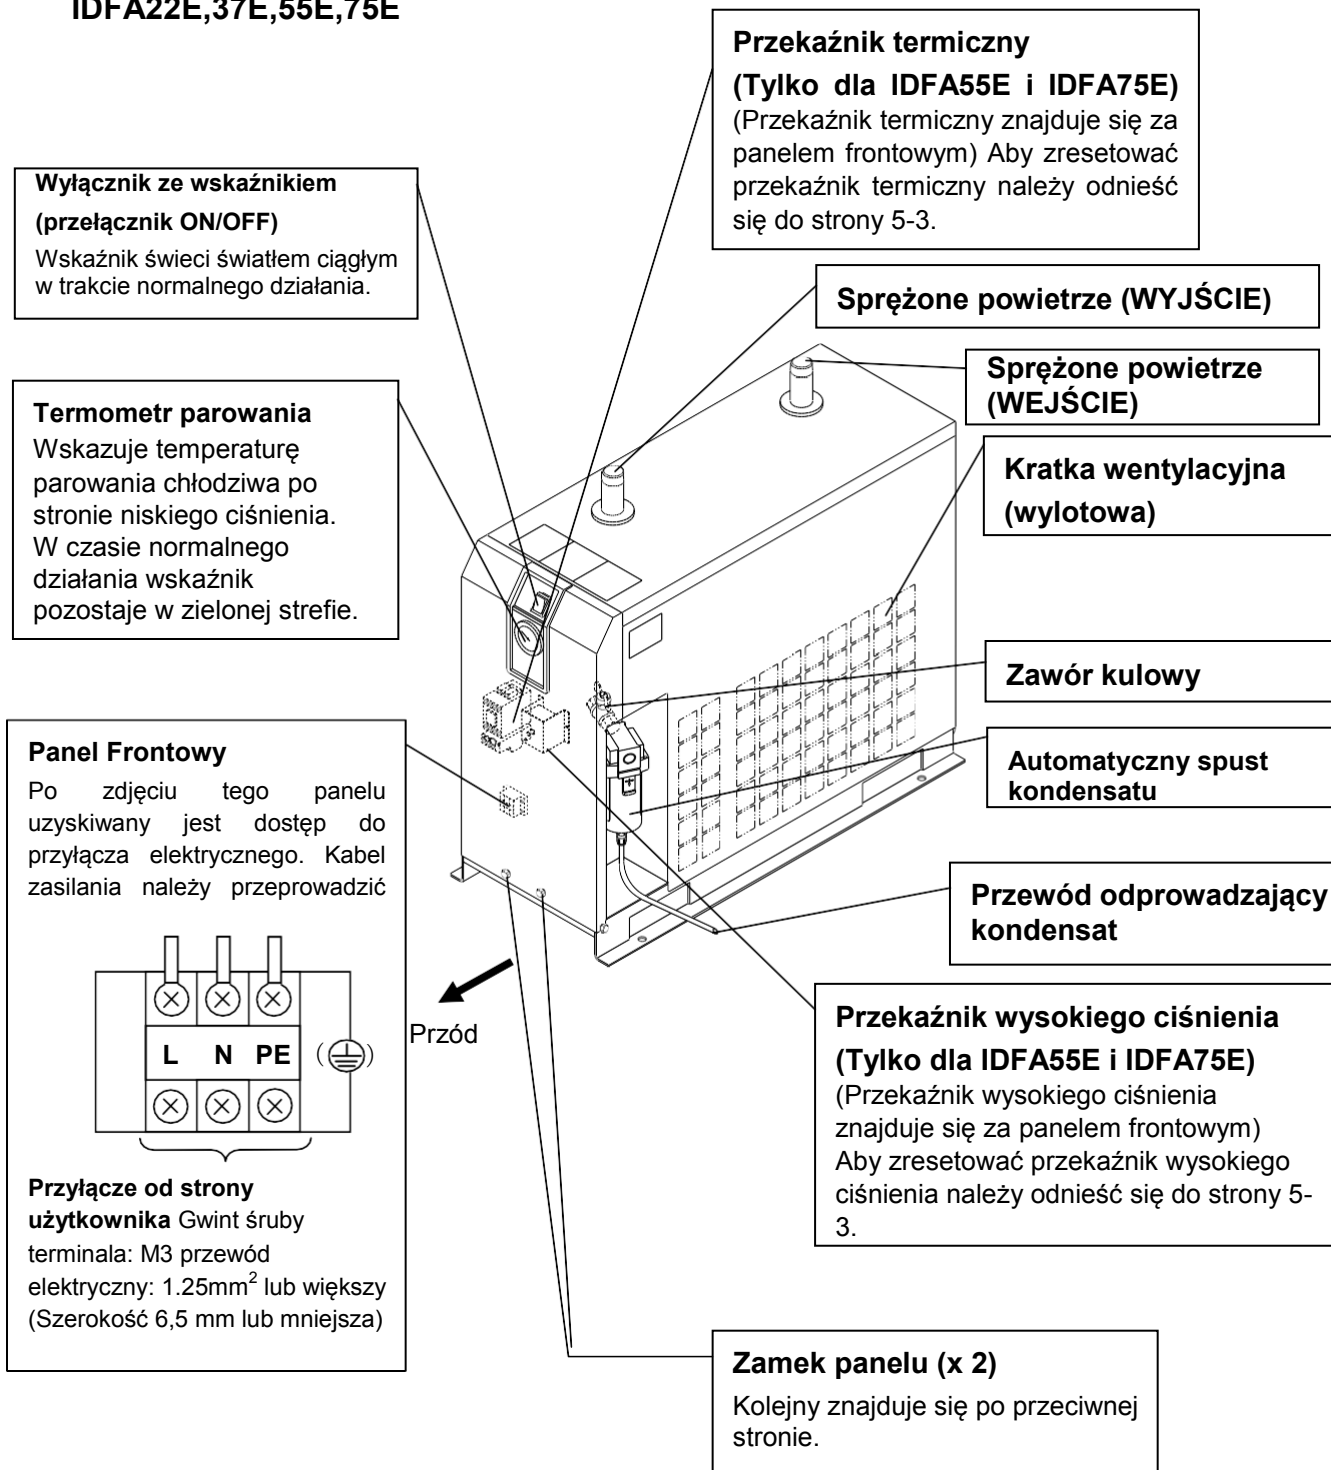 IDFA22E,37E,55E,75E
Przekaźnik termiczny
(Tylko dla IDFA55E i IDFA75E)
(Przekaźnik termiczny znajduje się za
panelem frontowym) Aby zresetować
przekaźnik termiczny należy odnieść
się do strony 5-3.
Wyłącznik ze wskaźnikiem
(przełącznik ON/OFF)
Wskaźnik świeci światłem ciągłym
w trakcie normalnego działania.
Sprężone powietrze (WYJŚCIE)
Sprężone powietrze
(WEJŚCIE)
Termometr parowania
Wskazuje temperaturę
parowania chłodziwa po
stronie niskiego ciśnienia.
W czasie normalnego
działania wskaźnik
pozostaje w zielonej strefie.
Kratka wentylacyjna
(wylotowa)
Zawór kulowy
Panel Frontowy
Po zdjęciu tego panelu
uzyskiwany jest dostęp do
przyłącza elektrycznego. Kabel
zasilania należy przeprowadzić
Automatyczny spust
kondensatu
Przewód odprowadzający
kondensat
L N PE
Przód
Przekaźnik wysokiego ciśnienia
(Tylko dla IDFA55E i IDFA75E)
(Przekaźnik wysokiego ciśnienia
znajduje się za panelem frontowym)
Aby zresetować przekaźnik wysokiego
ciśnienia należy odnieść się do strony 5-
3.
Przyłącze od strony
użytkownika Gwint śruby
terminala: M3 przewód
elektryczny: 1.25mm² lub większy
(Szerokość 6,5 mm lub mniejsza)
Zamek panelu (x 2)
Kolejny znajduje się po przeciwnej
stronie.